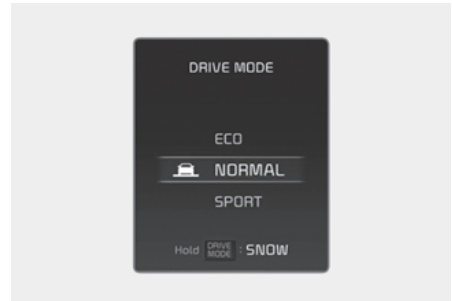 DRIVE MODE
ECO
NORMAL
SPORT
Hold DRIVE MODE : SNOW